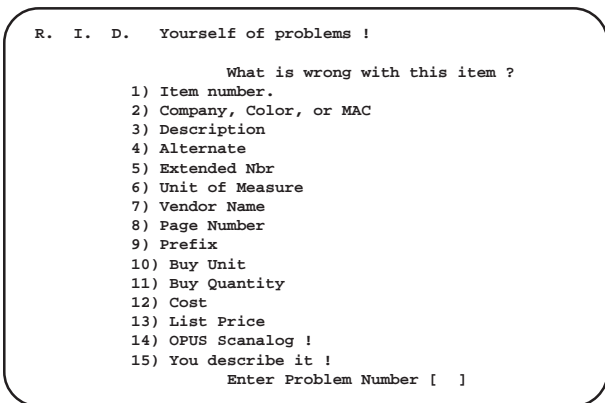 R. I. D. Yourself of problems !
What is wrong with this item ?
1) Item number.
2) Company, Color, or MAC
3) Description
4) Alternate
5) Extended Nbr
6) Unit of Measure
7) Vendor Name
8) Page Number
9) Prefix
10) Buy Unit
11) Buy Quantity
12) Cost
13) List Price
14) OPUS Scanalog !
15) You describe it !
Enter Problem Number [ ]